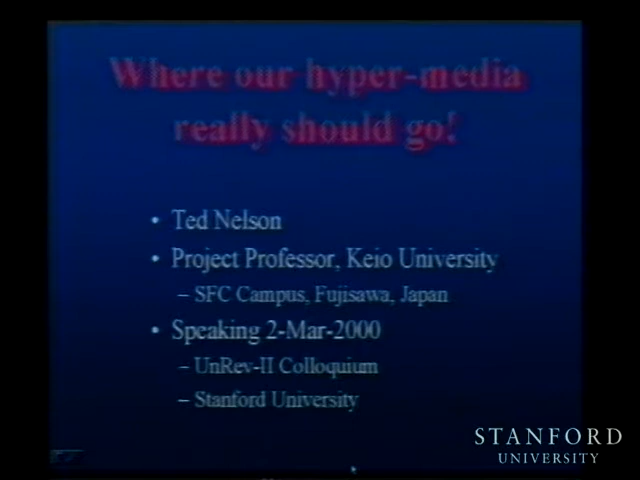 Where our hyper-media
really should go!
• Ted Nelson
• Project Professor, Keio University
– SFC Campus, Fujisawa, Japan
• Speaking 2-Mar-2000
– UnRev-II Colloquium
– Stanford University
STANFORD
UNIVERSITY